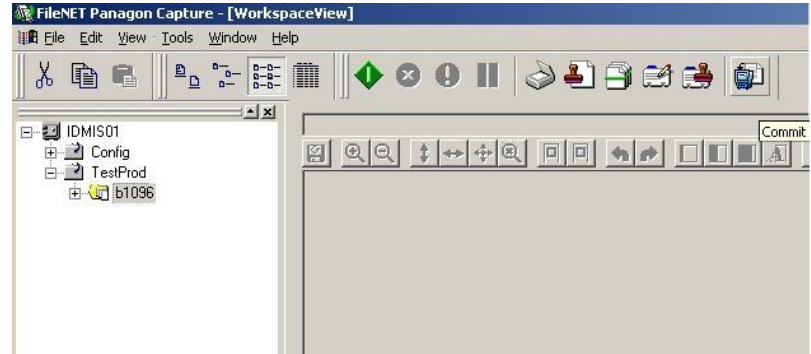 FileNET Panagon Capture - [WorkspaceView]
File Edit View Tools Window Help
IDMIS01
Commit
Config
TestProd
b1096